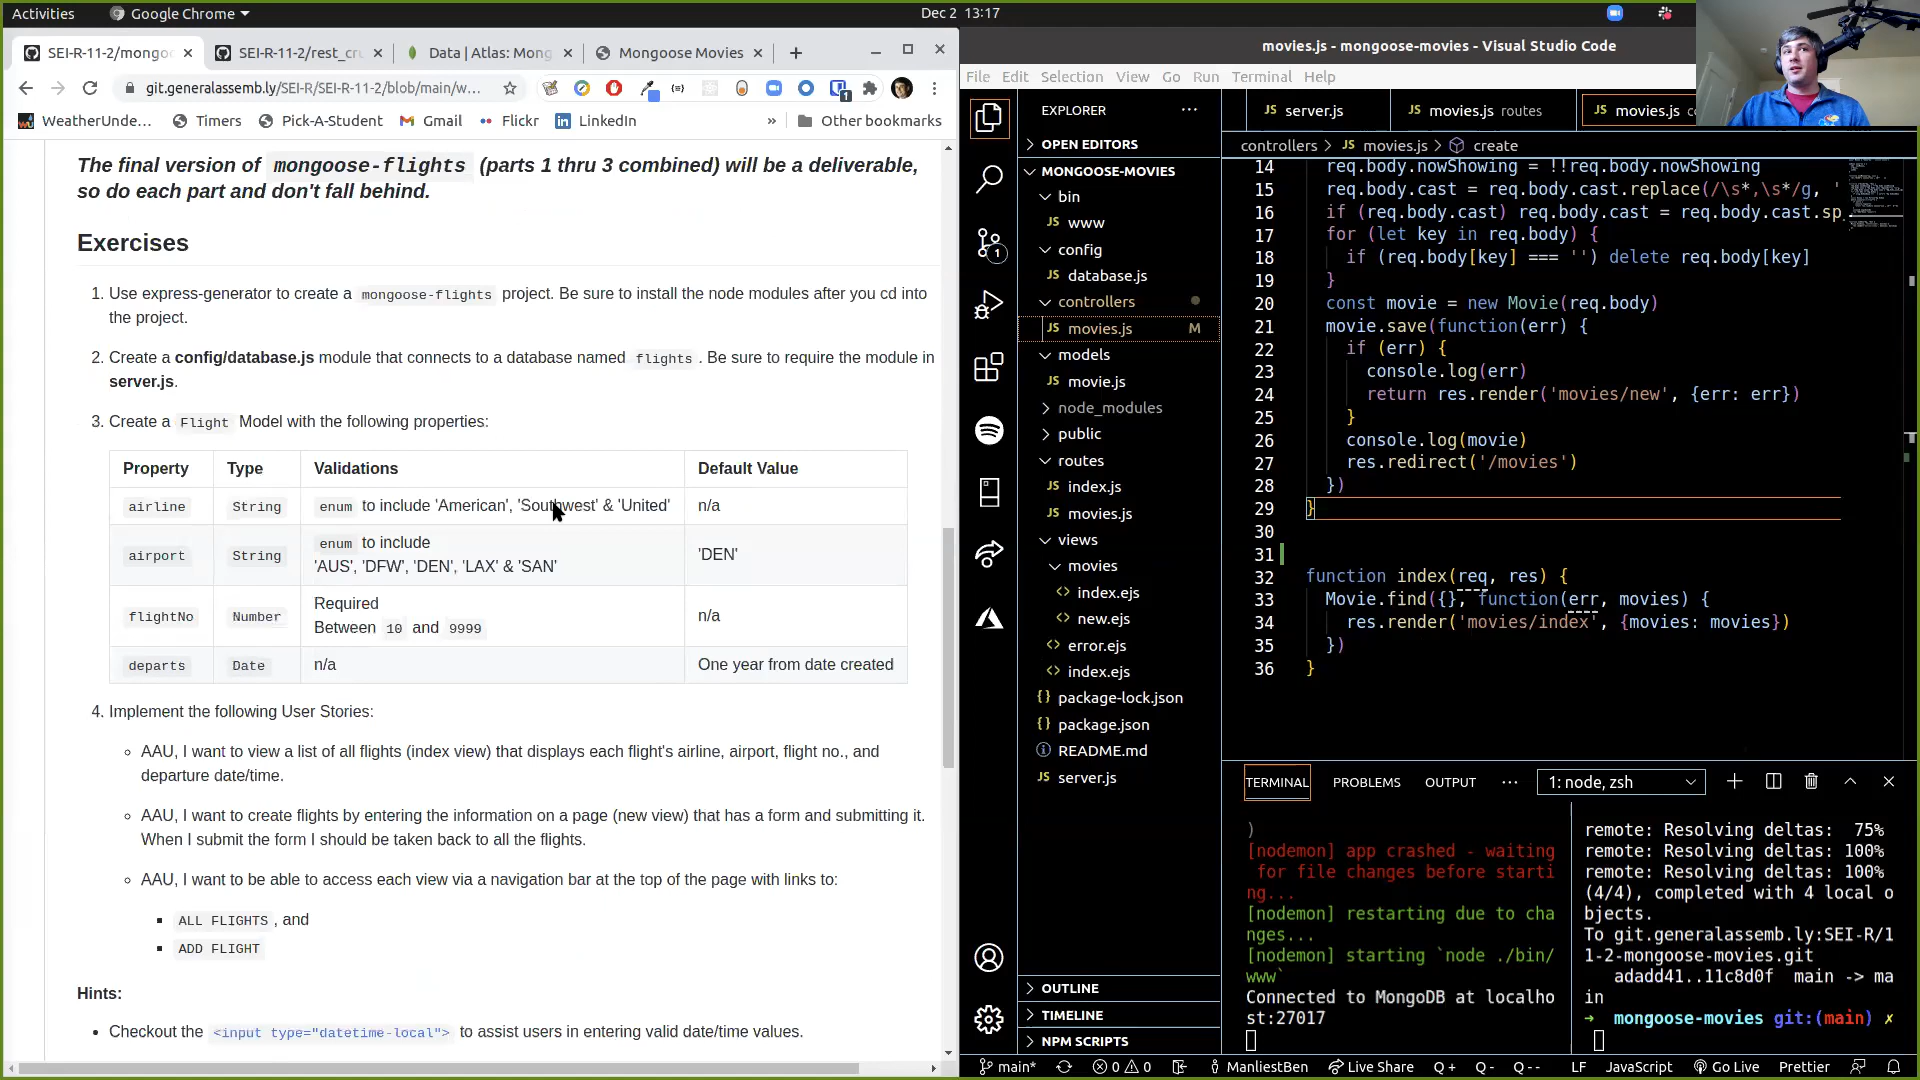 Activities Google Chrome Dec 2 13:17
SEI-R-11-2/mongoo SEI-R-11-2/rest_cru Data | Atlas: Mong Mongoose Movies
git.generalassemb.ly/SEI-R/SEI-R-11-2/blob/main/w...
WeatherUnde... Timers Pick-A-Student Gmail Flickr LinkedIn » Other bookmarks
The final version of mongoose-flights (parts 1 thru 3 combined) will be a deliverable,
so do each part and don't fall behind.
Exercises
1. Use express-generator to create a mongoose-flights project. Be sure to install the node modules after you cd into
the project.
2. Create a config/database.js module that connects to a database named flights . Be sure to require the module in
server.js.
3. Create a Flight Model with the following properties:
Property Type Validations Default Value
airline String enum to include 'American', 'Southwest' & 'United' n/a
airport String enum to include
'AUS', 'DFW', 'DEN', 'LAX' & 'SAN' 'DEN'
flightNo Number Required
Between 10 and 9999 n/a
departs Date n/a One year from date created
4. Implement the following User Stories:
AAU, I want to view a list of all flights (index view) that displays each flight's airline, airport, flight no., and
departure date/time.
AAU, I want to create flights by entering the information on a page (new view) that has a form and submitting it.
When I submit the form I should be taken back to all the flights.
AAU, I want to be able to access each view via a navigation bar at the top of the page with links to:
ALL FLIGHTS , and
ADD FLIGHT
Hints:
Checkout the <input type="datetime-local"> to assist users in entering valid date/time values.
movies.js - mongoose-movies - Visual Studio Code
File Edit Selection View Go Run Terminal Help
EXPLORER
OPEN EDITORS
MONGOOSE-MOVIES
bin
www
config
database.js
controllers
JS movies.js M
models
JS movie.js
node_modules
public
routes
JS index.js
JS movies.js
views
movies
<> index.ejs
<> new.ejs
<> error.ejs
<> index.ejs
{} package-lock.json
{} package.json
README.md
JS server.js
OUTLINE
TIMELINE
NPM SCRIPTS
JS server.js JS movies.js routes JS movies.js
controllers > JS movies.js > create
14 req.body.nowShowing = !!req.body.nowShowing
15 req.body.cast = req.body.cast.replace(/\s*,\s*/g, '
16 if (req.body.cast) req.body.cast = req.body.cast.sp
17 for (let key in req.body) {
18 if (req.body[key] === '') delete req.body[key]
19 }
20 const movie = new Movie(req.body)
21 movie.save(function(err) {
22 if (err) {
23 console.log(err)
24 return res.render('movies/new', {err: err})
25 }
26 console.log(movie)
27 res.redirect('/movies')
28 })
29 }
30
31
32 function index(req, res) {
33 Movie.find({}, function(err, movies) {
34 res.render('movies/index', {movies: movies})
35 })
36 }
TERMINAL PROBLEMS OUTPUT ... 1: node, zsh
)
[nodemon] app crashed - waiting
for file changes before starti
ng...
[nodemon] restarting due to cha
nges...
[nodemon] starting `node ./bin/
www`
Connected to MongoDB at localho
st:27017
remote: Resolving deltas: 75%
remote: Resolving deltas: 100%
remote: Resolving deltas: 100%
(4/4), completed with 4 local o
bjects.
To git.generalassemb.ly:SEI-R/1
1-2-mongoose-movies.git
adadd41..11c8d0f main -> ma
in
→ mongoose-movies git:(main) ✗
main* 0 0 ManliestBen Live Share Q + Q - Q -- LF JavaScript Go Live Prettier